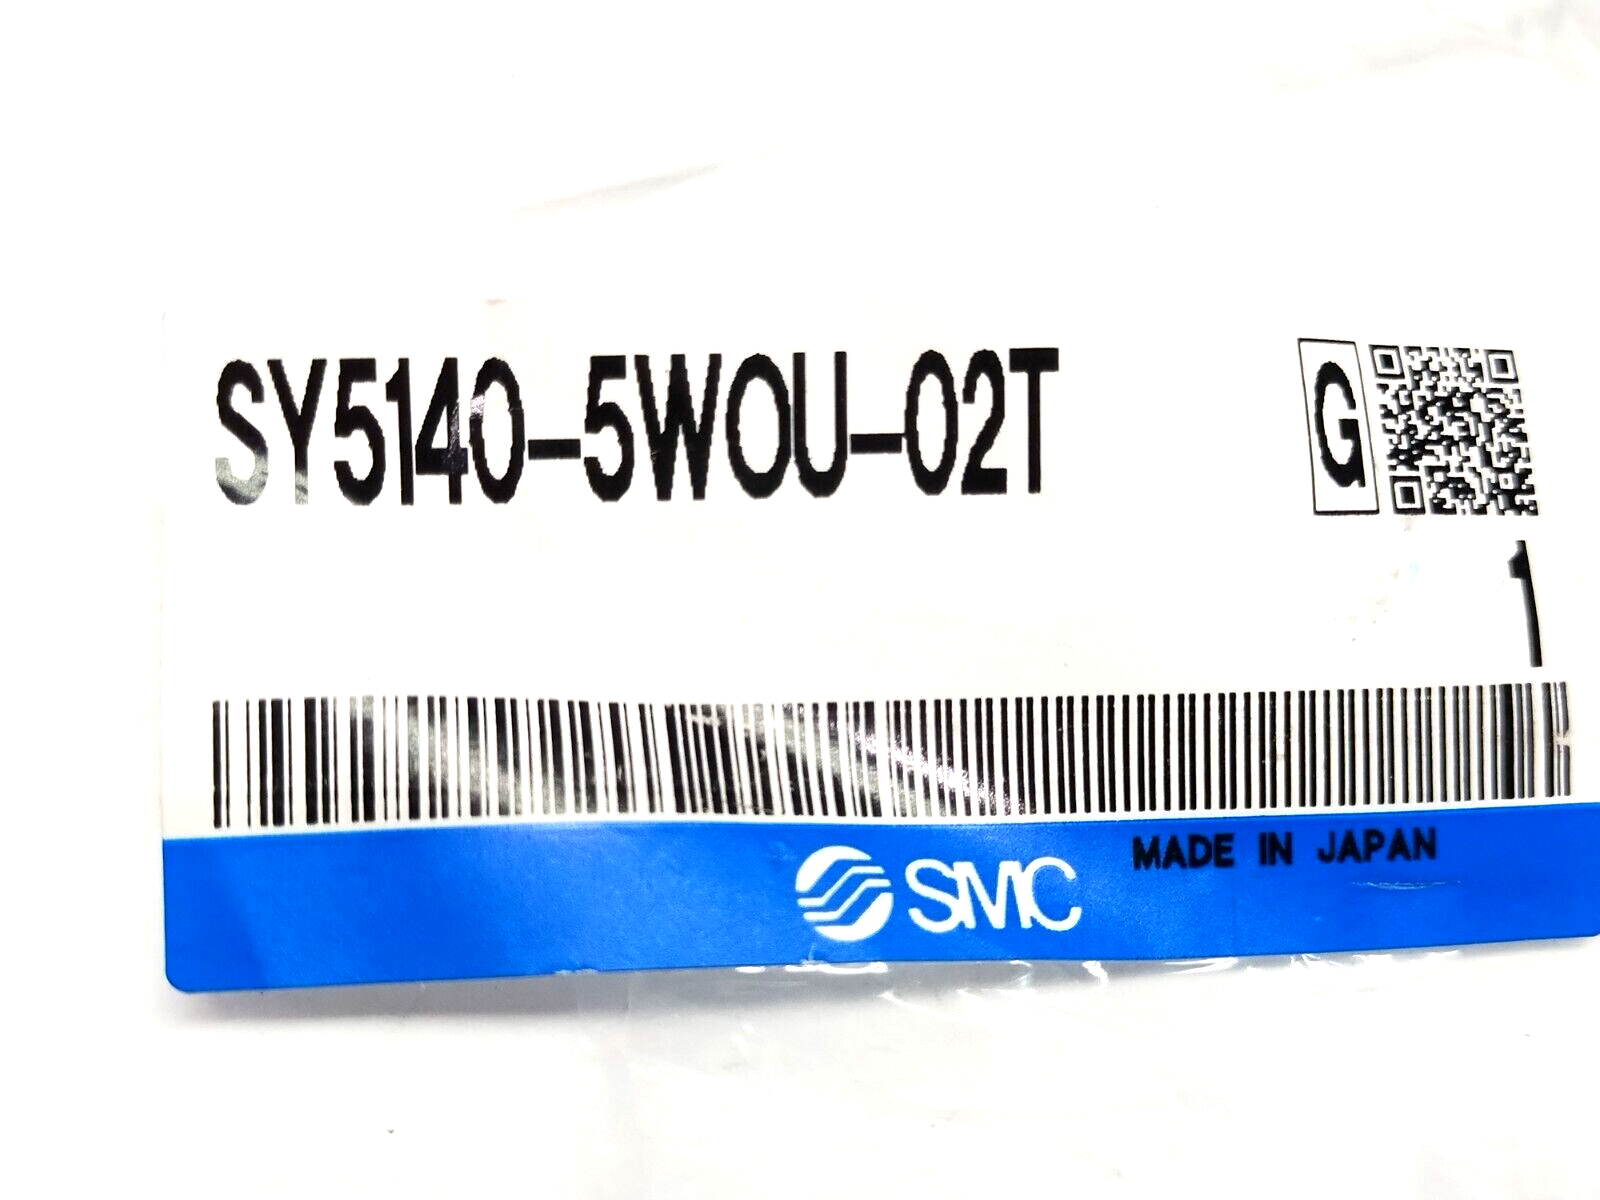 SY5140-5WOU-02T
G
1
MADE IN JAPAN
SMC